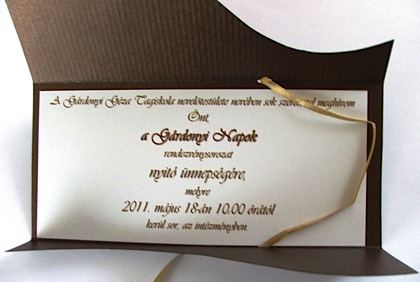 A Gárdonyi Géza Tagiskola nevelőtestülete nevében sok szeretettel meghívom
Önt,
a Gárdonyi Napok
rendezvénysorozat
nyitó ünnepségére,
melyre
2011. május 18-án 10.00 órától
kerül sor, az intézményben.